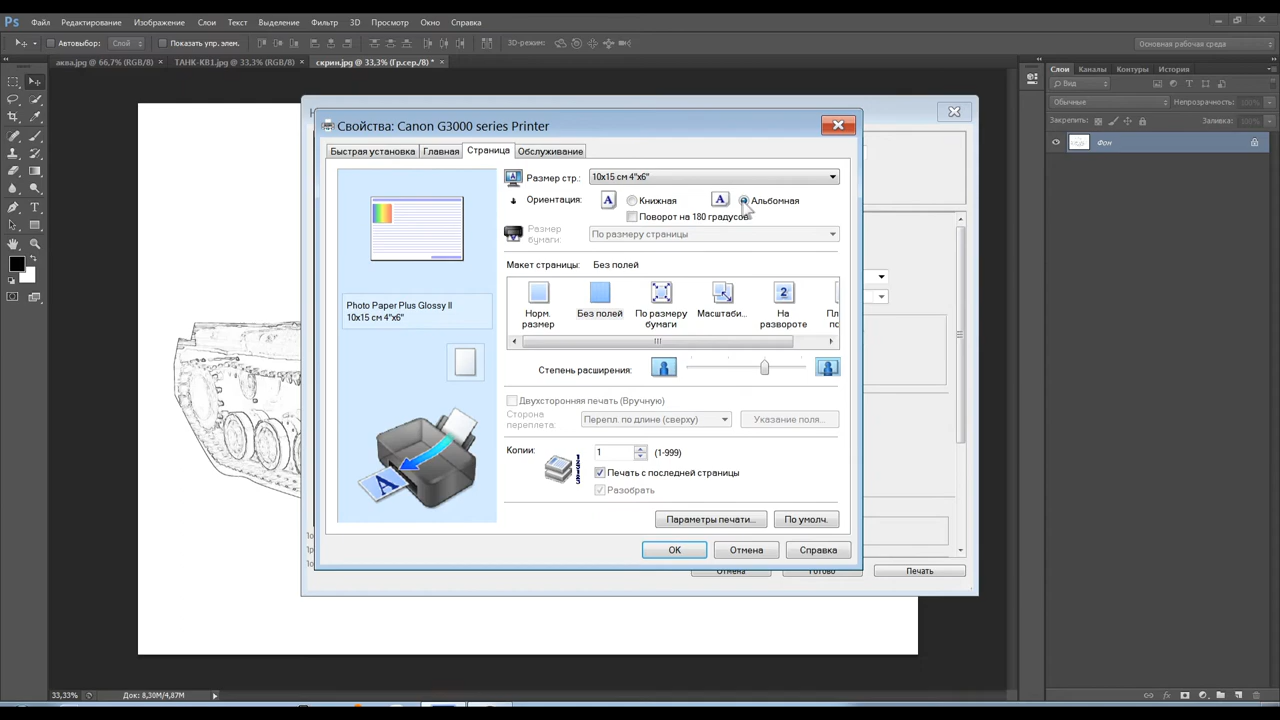 Ps Файл Редактирование Изображение Слои Текст Выделение Фильтр 3D Просмотр Окно Справка
Автовыбор: Слой Показать упр. элем. 3D-режим: Основная рабочая среда
аква.jpg @ 66,7% (RGB/8) × ТАНК-КВ1.jpg @ 33,3% (RGB/8) × скрин.jpg @ 33,3% (Гр.сер./8) * ×
Слои Каналы Контуры История
Вид
Обычные Непрозрачность: 100%
Закрепить: Заливка: 100%
Фон
Свойства: Canon G3000 series Printer
Быстрая установка Главная Страница Обслуживание
Размер стр.: 10x15 см 4"x6"
Ориентация: A Книжная A Альбомная
Поворот на 180 градусов
Размер бумаги: По размеру страницы
Макет страницы: Без полей
Норм. размер Без полей По размеру бумаги Масштаби... 2 На развороте
Photo Paper Plus Glossy II
10x15 см 4"x6"
Степень расширения:
Двухсторонняя печать (Вручную)
Сторона переплета: Перепл. по длине (сверху) Указание поля...
Копии: 1 (1-999)
Печать с последней страницы
Разобрать
A
Параметры печати... По умолч.
OK Отмена Справка
Отмена Готово Печать
33,33% Док: 8,30M/4,87M